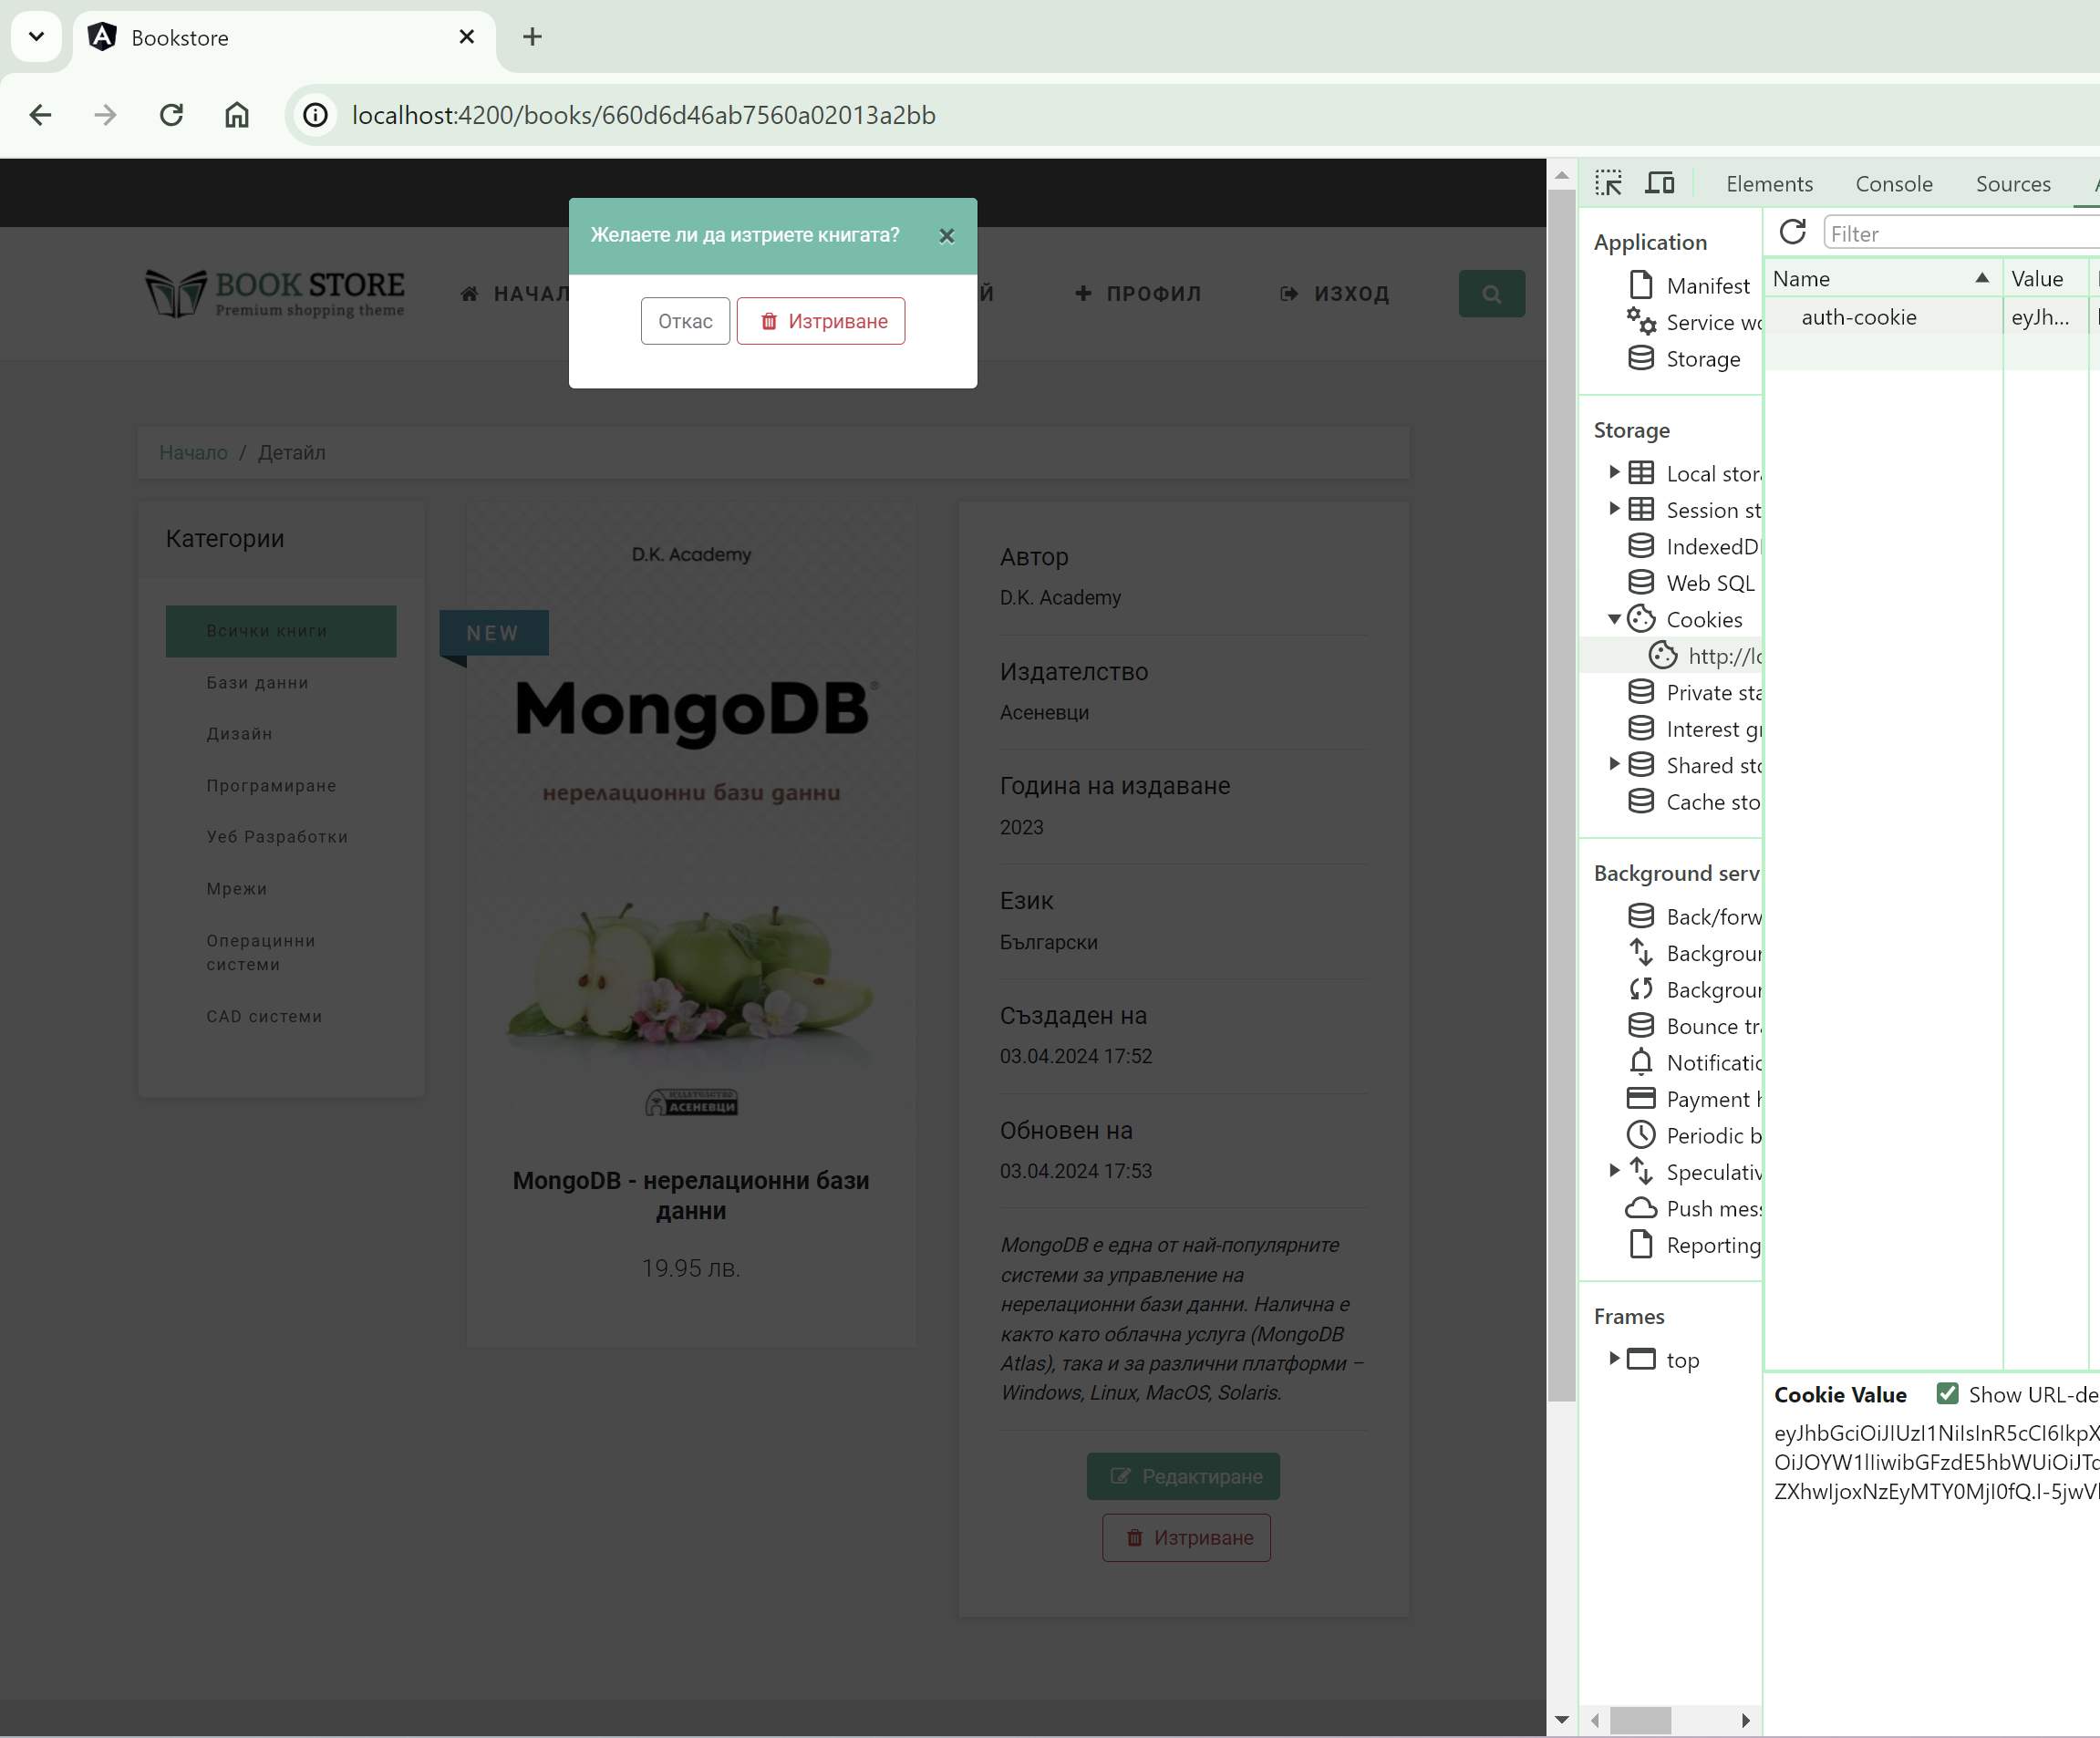 Bookstore
localhost:4200/books/660d6d46ab7560a02013a2bb
Желаете ли да изтриете книгата?
Откас
Изтриване
BOOK STORE
Premium shopping theme
НАЧАЛ
Й
ПРОФИЛ
ИЗХОД
Начало / Детайл
Категории
Всички книги
Бази данни
Дизайн
Програмиране
Уеб Разработки
Мрежи
Операцинни
системи
CAD системи
D.K. Academy
NEW
MongoDB®
нерелационни бази данни
ИЗДАТЕЛСТВО
АСЕНЕВЦИ
MongoDB - нерелационни бази
данни
19.95 лв.
Автор
D.K. Academy
Издателство
Асеневци
Година на издаване
2023
Език
Български
Създаден на
03.04.2024 17:52
Обновен на
03.04.2024 17:53
MongoDB е една от най-популярните
системи за управление на
нерелационни бази данни. Налична е
както като облачна услуга (MongoDB
Atlas), така и за различни платформи –
Windows, Linux, MacOS, Solaris.
Редактиране
Изтриване
Elements
Console
Sources
Application
Manifest
Service wo
Storage
Storage
Local stor
Session st
IndexedD
Web SQL
Cookies
http://lo
Private sta
Interest g
Shared sto
Cache sto
Background serv
Back/forw
Backgrou
Backgrou
Bounce tr
Notificatio
Payment h
Periodic b
Speculativ
Push mes
Reporting
Frames
top
Filter
Name
Value
auth-cookie
eyJh...
Cookie Value
Show URL-de
eyJhbGciOiJIUzI1NiIsInR5cCI6IkpX
OiJOYW1lIiwibGFzdE5hbWUiOiJTd
ZXhwIjoxNzEyMTY0MjI0fQ.I-5jwV